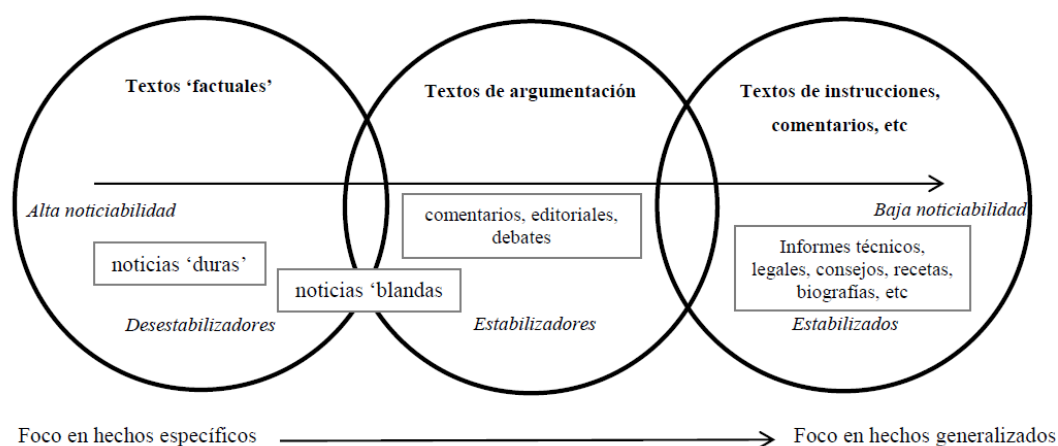 Textos ‘factuales’
Textos de argumentación
Textos de instrucciones,
comentarios, etc
Alta noticiabilidad
comentarios, editoriales,
debates
Baja noticiabilidad
noticias ‘duras’
noticias ‘blandas
Informes técnicos,
legales, consejos, recetas,
biografías, etc
Desestabilizadores
Estabilizadores
Estabilizados
Foco en hechos específicos
Foco en hechos generalizados